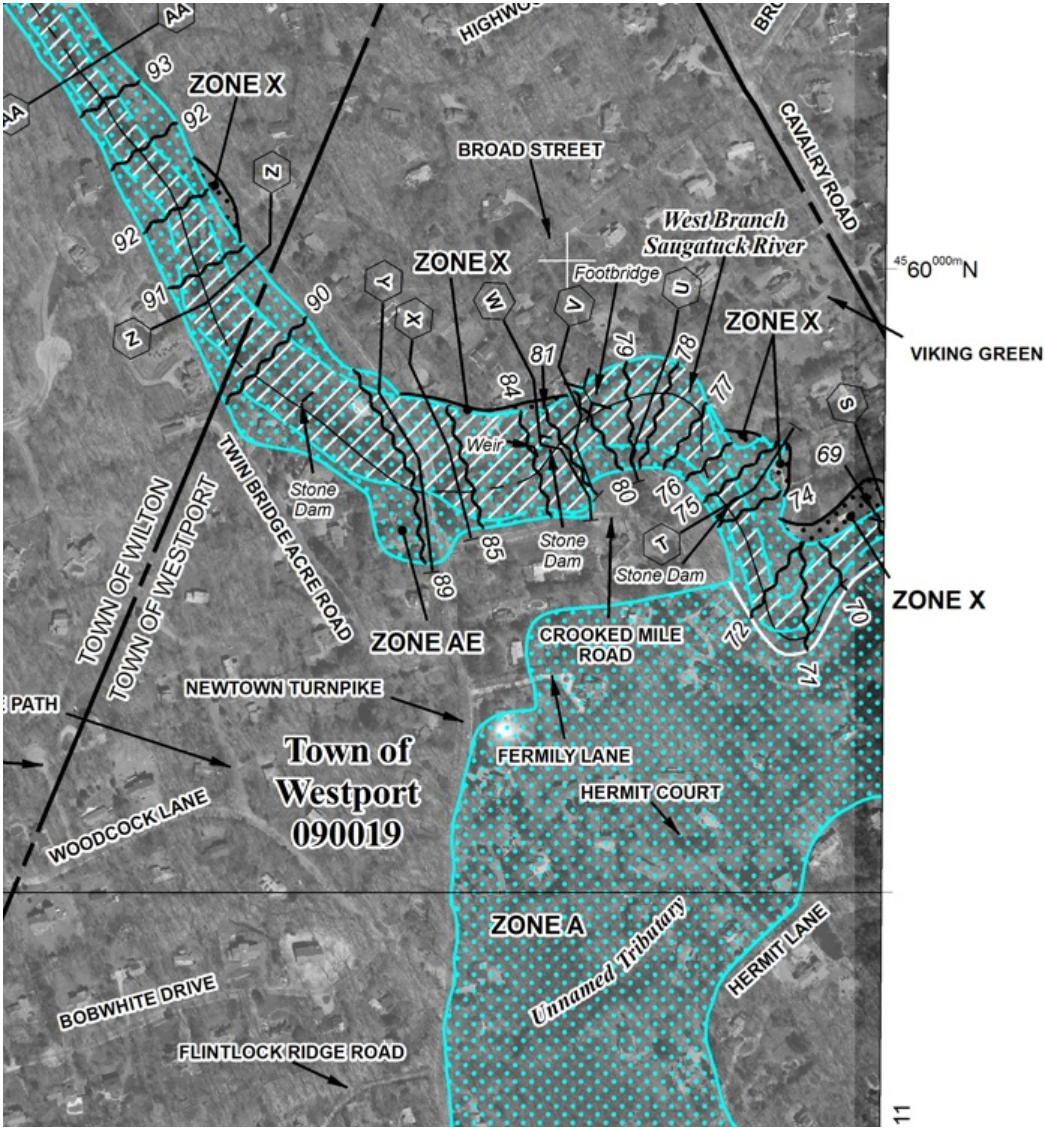 AA
HIGHWO
BRO
93
ZONE X
AA
92
CAVALRY ROAD
BROAD STREET
Z
West Branch
Saugatuck River
92
ZONE X
4560000mN
Footbridge
91
90
Y
X
W
V
U
ZONE X
Z
81
79
78
VIKING GREEN
84
77
S
Weir
69
TWIN BRIDGE ACRE ROAD
Stone
Dam
80
76
75
74
85
Stone
Dam
T
Stone Dam
89
ZONE X
TOWN OF WILTON
TOWN OF WESTPORT
ZONE AE
CROOKED MILE
ROAD
72
71
70
NEWTOWN TURNPIKE
E PATH
Town of
Westport
090019
FERMILY LANE
HERMIT COURT
WOODCOCK LANE
ZONE A
Unnamed Tributary
HERMIT LANE
BOBWHITE DRIVE
FLINTLOCK RIDGE ROAD
11